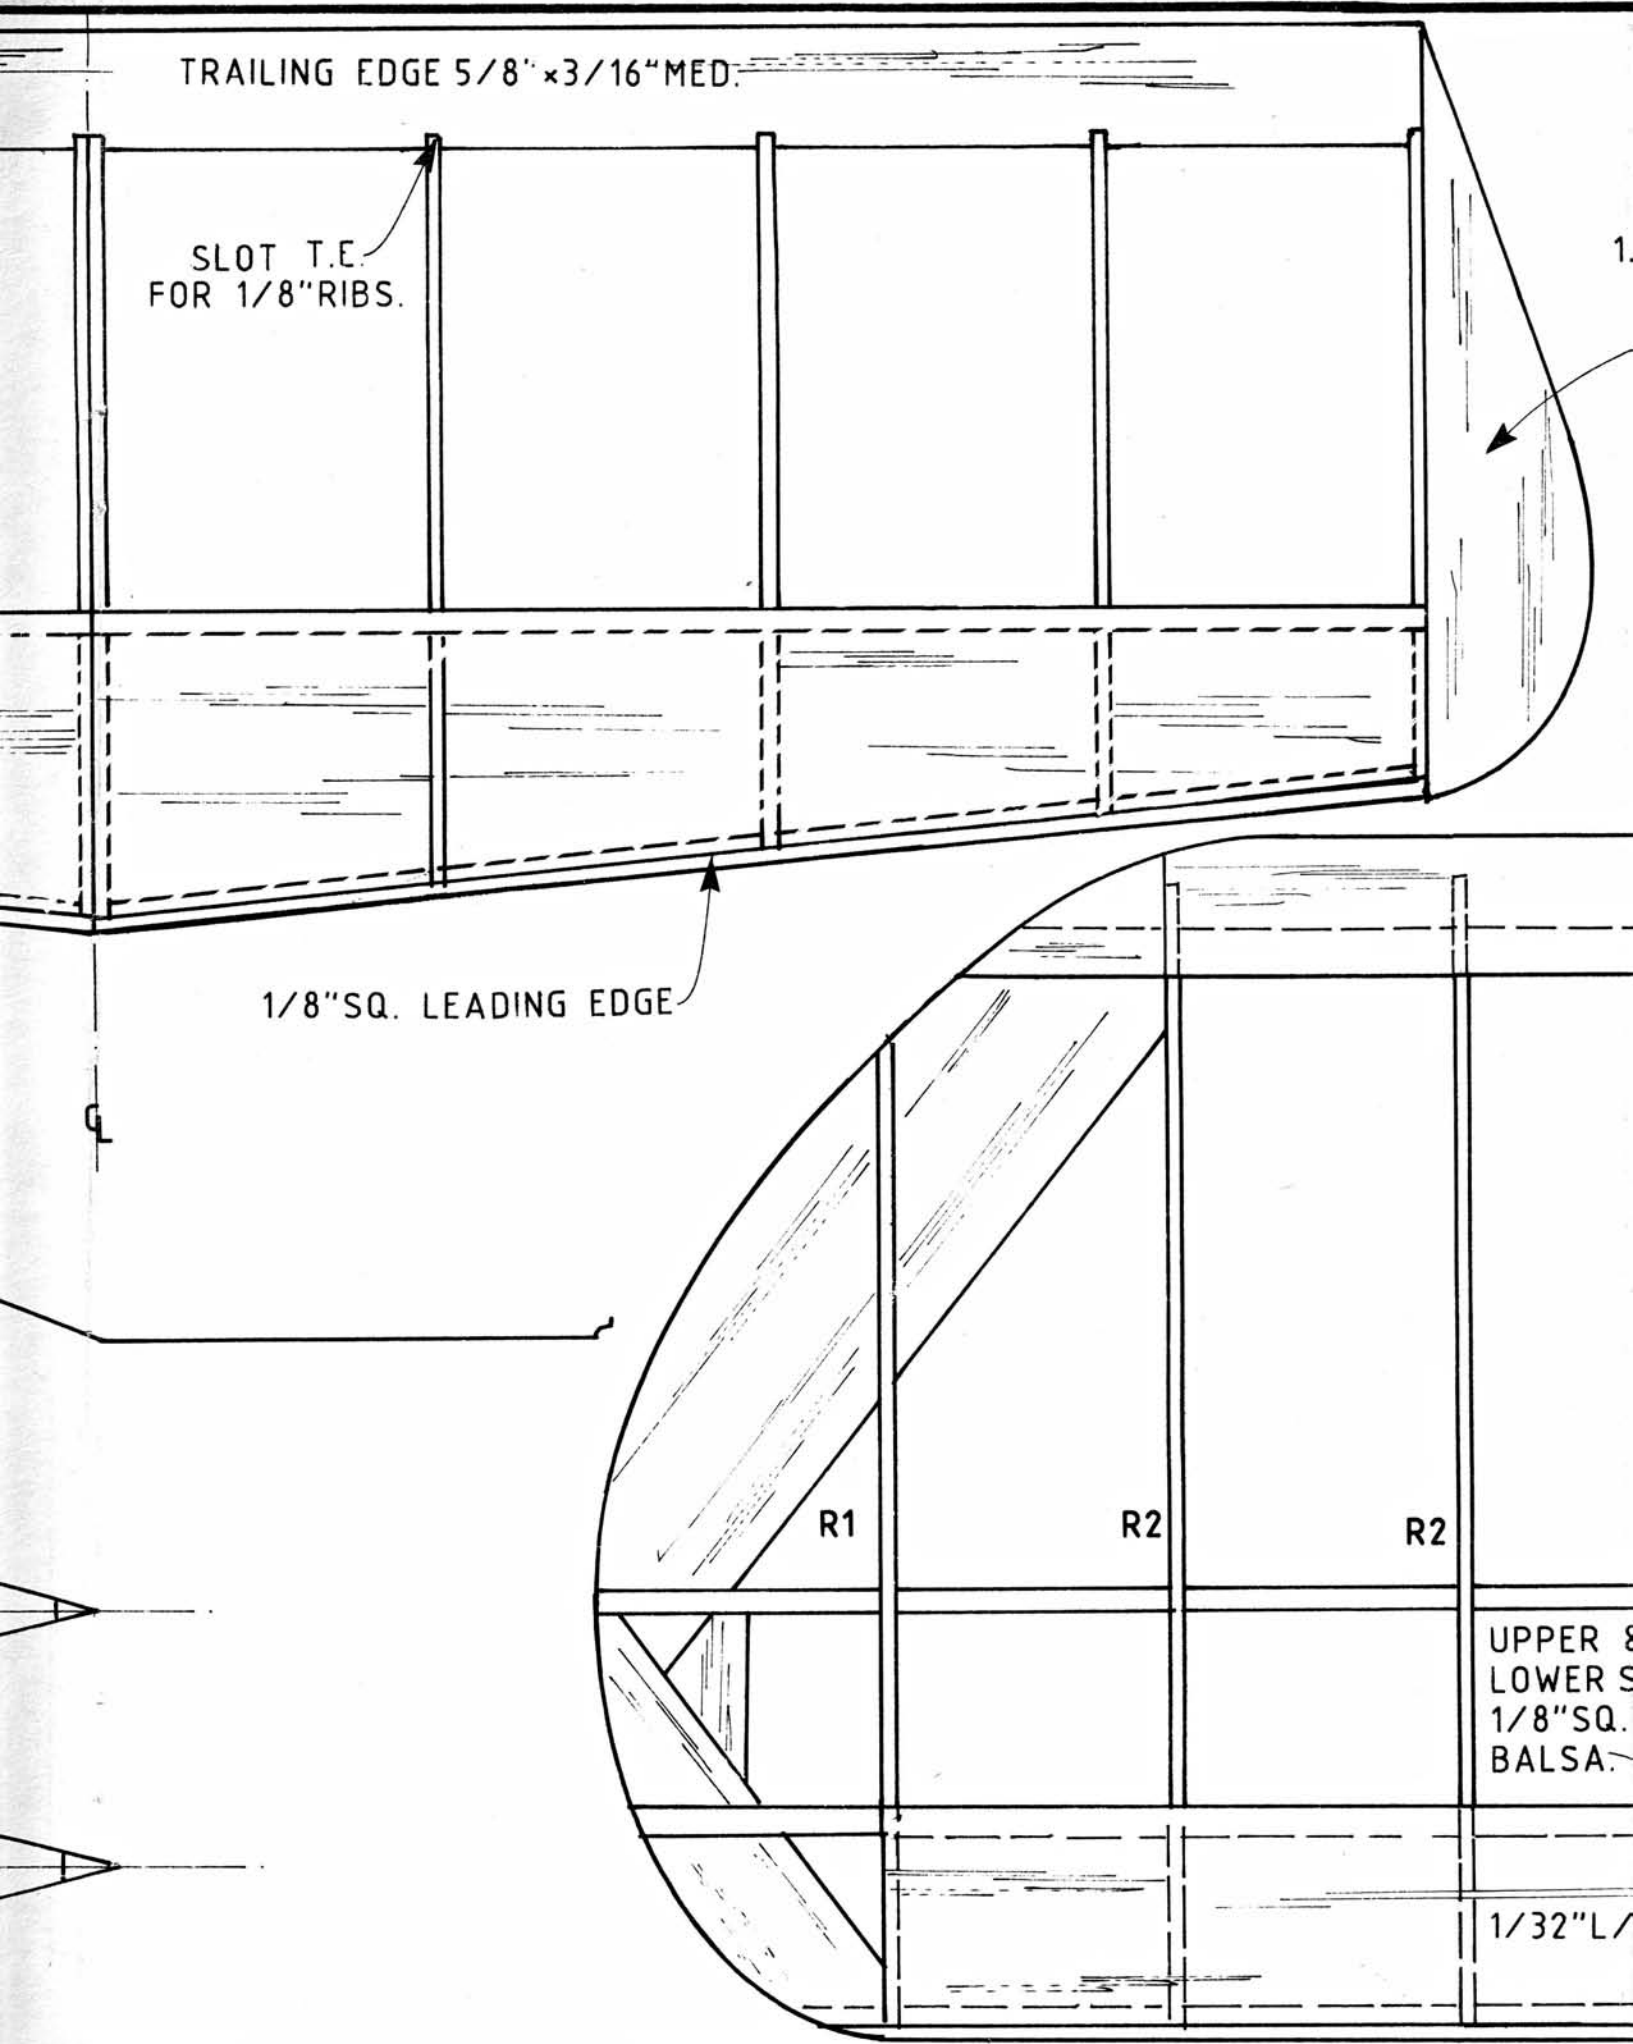 TRAILING EDGE 5/8"×3/16"MED.
SLOT T.E.
FOR 1/8"RIBS.
1/8"SQ. LEADING EDGE
℄
R1
R2
R2
UPPER &
LOWER S
1/8"SQ.
BALSA.
1/32"L/